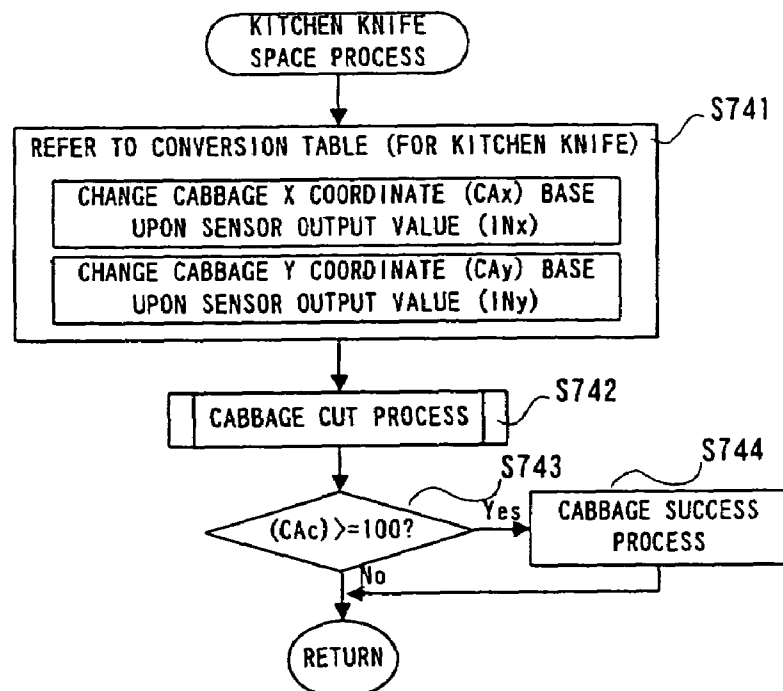 KITCHEN KNIFE
SPACE PROCESS
S741
REFER TO CONVERSION TABLE (FOR KITCHEN KNIFE)
CHANGE CABBAGE X COORDINATE (CAx) BASE
UPON SENSOR OUTPUT VALUE (INx)
CHANGE CABBAGE Y COORDINATE (CAy) BASE
UPON SENSOR OUTPUT VALUE (INy)
CABBAGE CUT PROCESS
S742
S743
(CAc)>=100?
Yes
No
S744
CABBAGE SUCCESS
PROCESS
RETURN